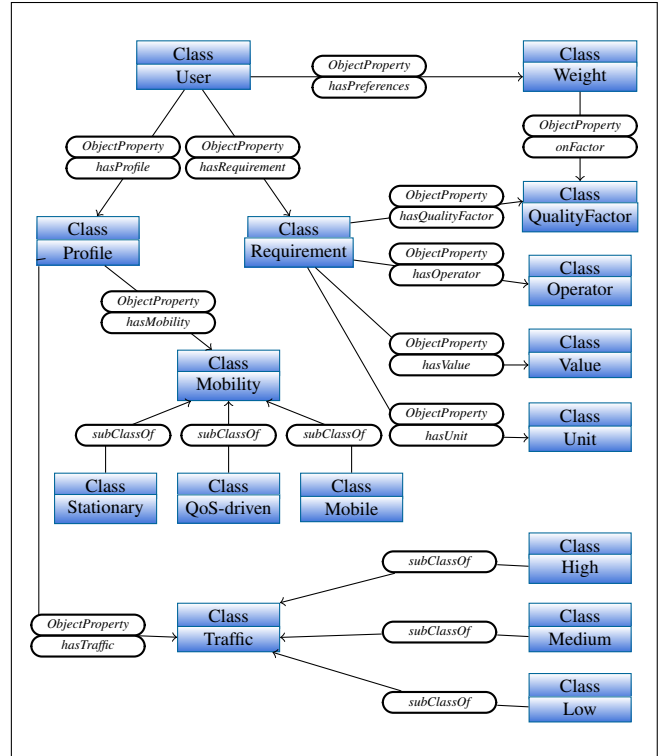 Class
User
ObjectProperty
hasPreferences
Class
Weight
ObjectProperty
onFactor
ObjectProperty
hasProfile
ObjectProperty
hasRequirement
Class
Profile
Class
Requirement
ObjectProperty
hasQualityFactor
Class
QualityFactor
ObjectProperty
hasOperator
Class
Operator
ObjectProperty
hasMobility
ObjectProperty
hasValue
Class
Value
Class
Mobility
ObjectProperty
hasUnit
Class
Unit
subClassOf
subClassOf
subClassOf
Class
Stationary
Class
QoS-driven
Class
Mobile
subClassOf
Class
High
ObjectProperty
hasTraffic
Class
Traffic
subClassOf
Class
Medium
subClassOf
Class
Low